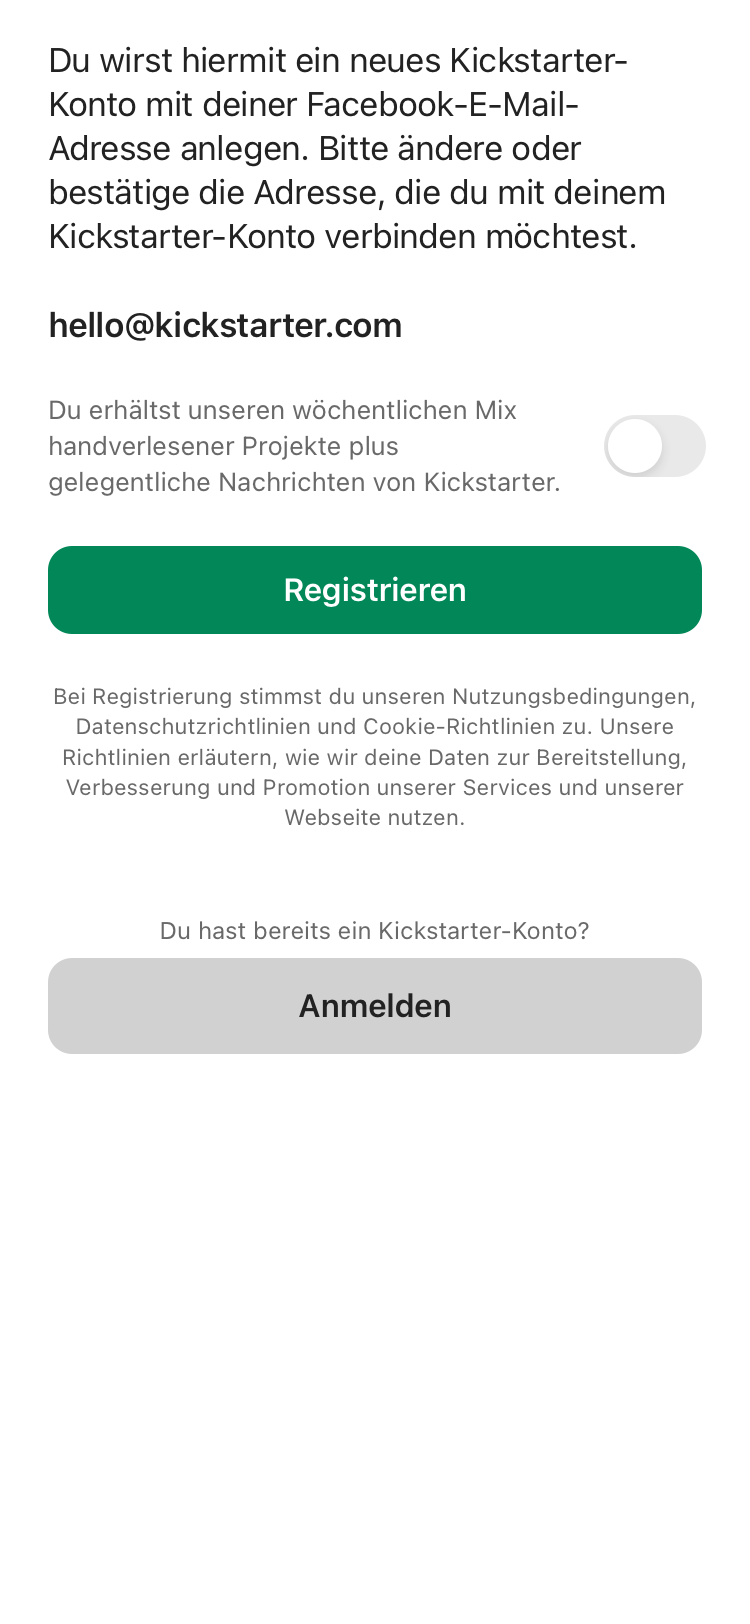 Du wirst hiermit ein neues Kickstarter-
Konto mit deiner Facebook-E-Mail-
Adresse anlegen. Bitte ändere oder
bestätige die Adresse, die du mit deinem
Kickstarter-Konto verbinden möchtest.
hello@kickstarter.com
Du erhältst unseren wöchentlichen Mix
handverlesener Projekte plus
gelegentliche Nachrichten von Kickstarter.
Registrieren
Bei Registrierung stimmst du unseren Nutzungsbedingungen,
Datenschutzrichtlinien und Cookie-Richtlinien zu. Unsere
Richtlinien erläutern, wie wir deine Daten zur Bereitstellung,
Verbesserung und Promotion unserer Services und unserer
Webseite nutzen.
Du hast bereits ein Kickstarter-Konto?
Anmelden